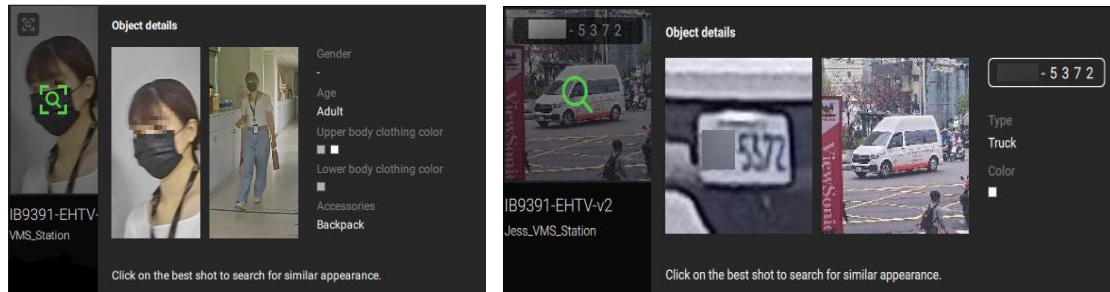 Object details
Gender
-
Age
Adult
Upper body clothing color
Lower body clothing color
Accessories
Backpack
IB9391-EHTV-
VMS_Station
Click on the best shot to search for similar appearance.
-5372
Object details
5372
ViewSonic
ViewSonic
-5372
Type
Truck
Color
IB9391-EHTV-v2
Jess_VMS_Station
Click on the best shot to search for similar appearance.